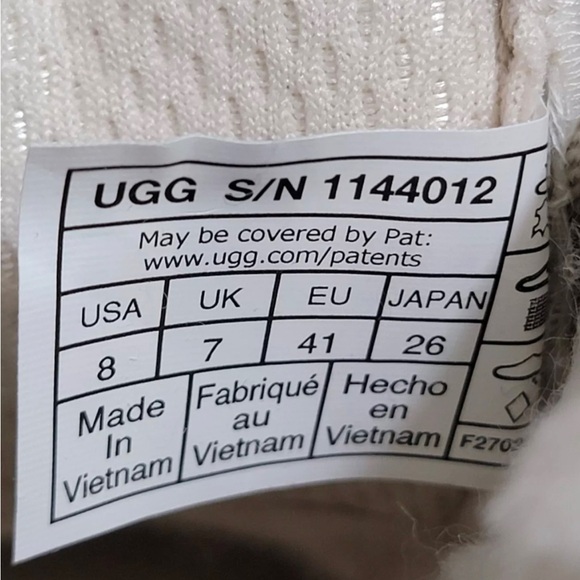 UGG S/N 1144012
May be covered by Pat:
www.ugg.com/patents
USA UK EU JAPAN
8 7 41 26
Made
In
Vietnam
Fabriqué
au
Vietnam
Hecho
en
Vietnam